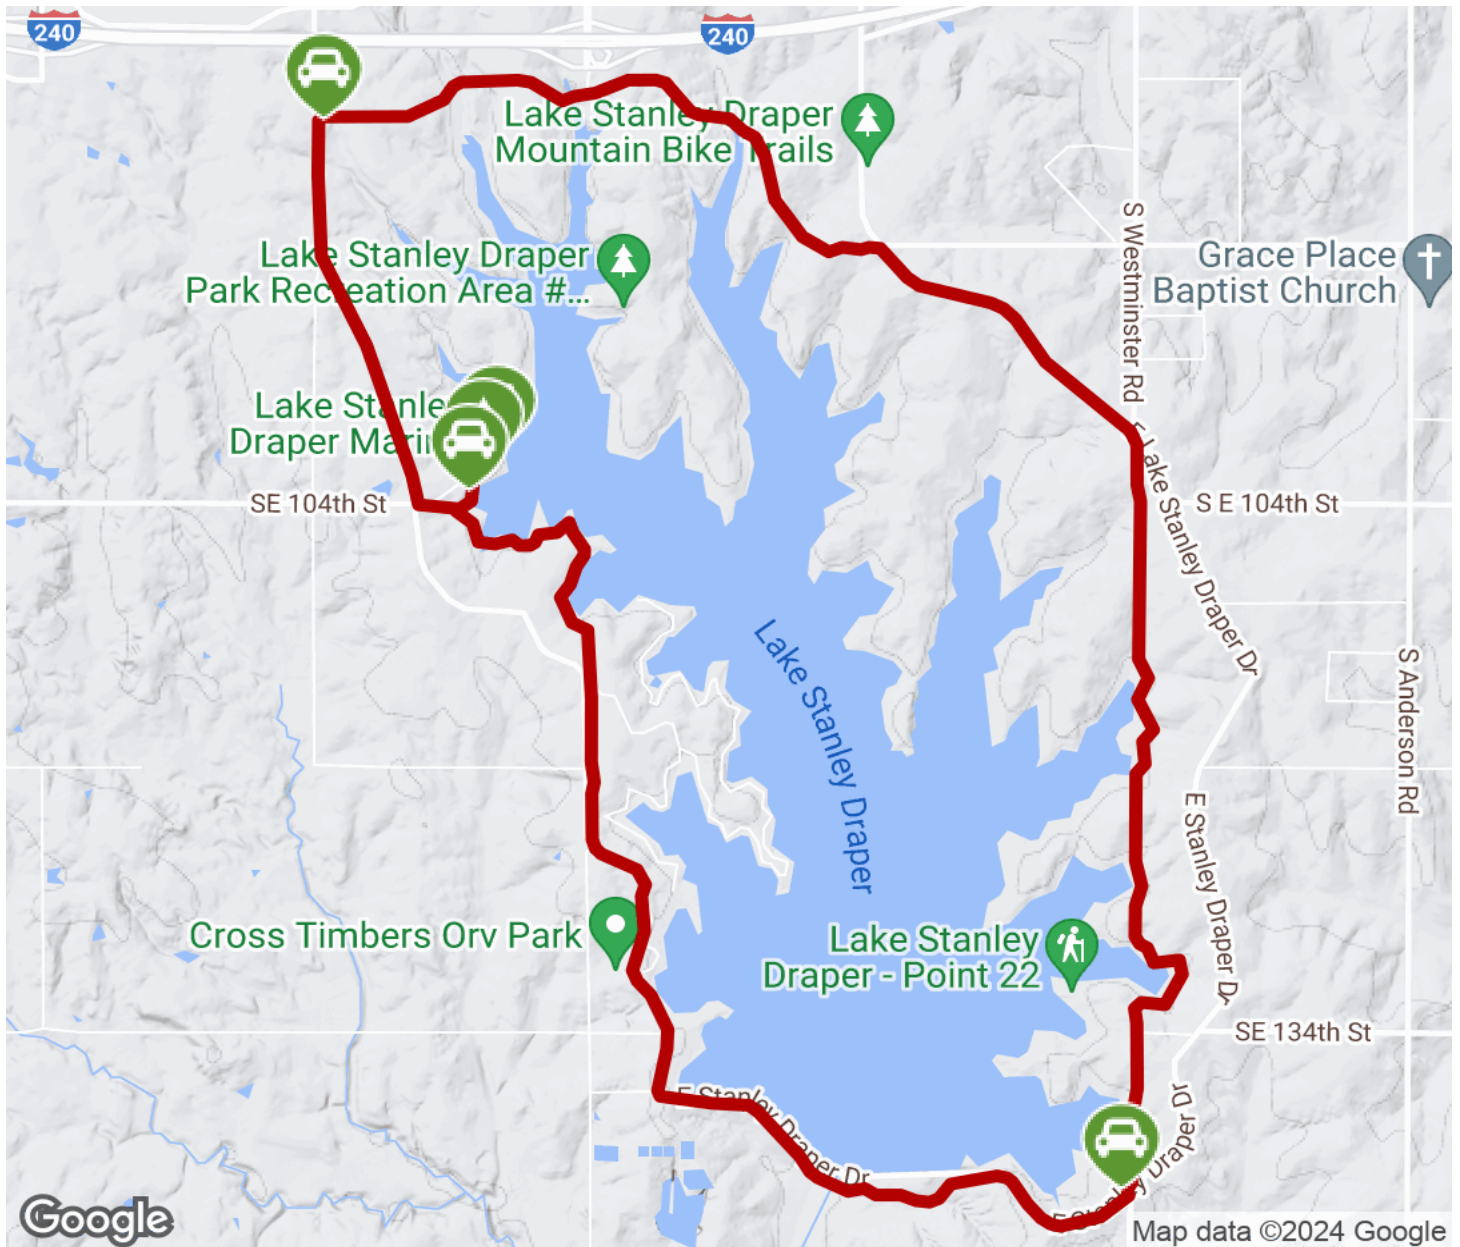 240
240
Lake Stanley Draper
Mountain Bike Trails
S Westminster Rd
Lake Stanley Draper
Park Recreation Area #...
Grace Place
Baptist Church
Lake Stanle
Draper Marin
SE 104th St
E Lake Stanley Draper Dr
S E 104th St
Lake Stanley Draper
S Anderson Rd
E Stanley Draper Dr
Cross Timbers Orv Park
Lake Stanley
Draper - Point 22
SE 134th St
E Stanley Draper Dr
E Stanley Draper Dr
Google
Map data ©2024 Google